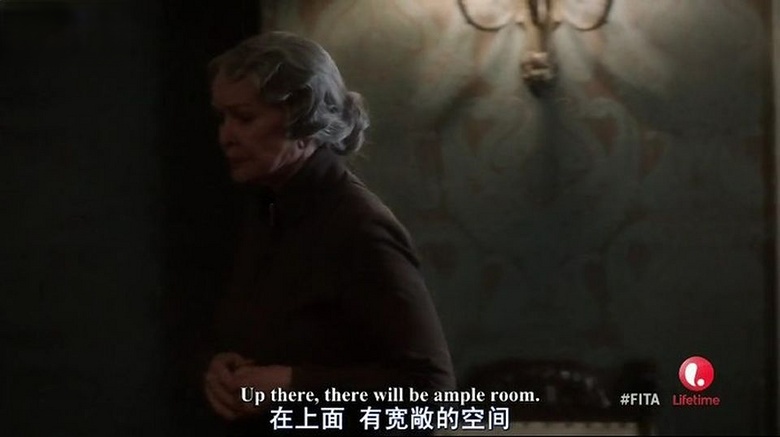 Up there, there will be ample room.
在上面 有宽敞的空间
#FITA
Lifetime